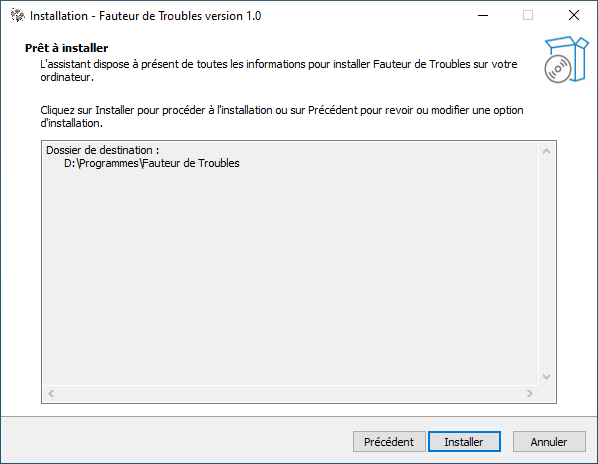 Installation - Fauteur de Troubles version 1.0
Prêt à installer
L'assistant dispose à présent de toutes les informations pour installer Fauteur de Troubles sur votre
ordinateur.
Cliquez sur Installer pour procéder à l'installation ou sur Précédent pour revoir ou modifier une option
d'installation.
Dossier de destination :
D:\Programmes\Fauteur de Troubles
Précédent
Installer
Annuler